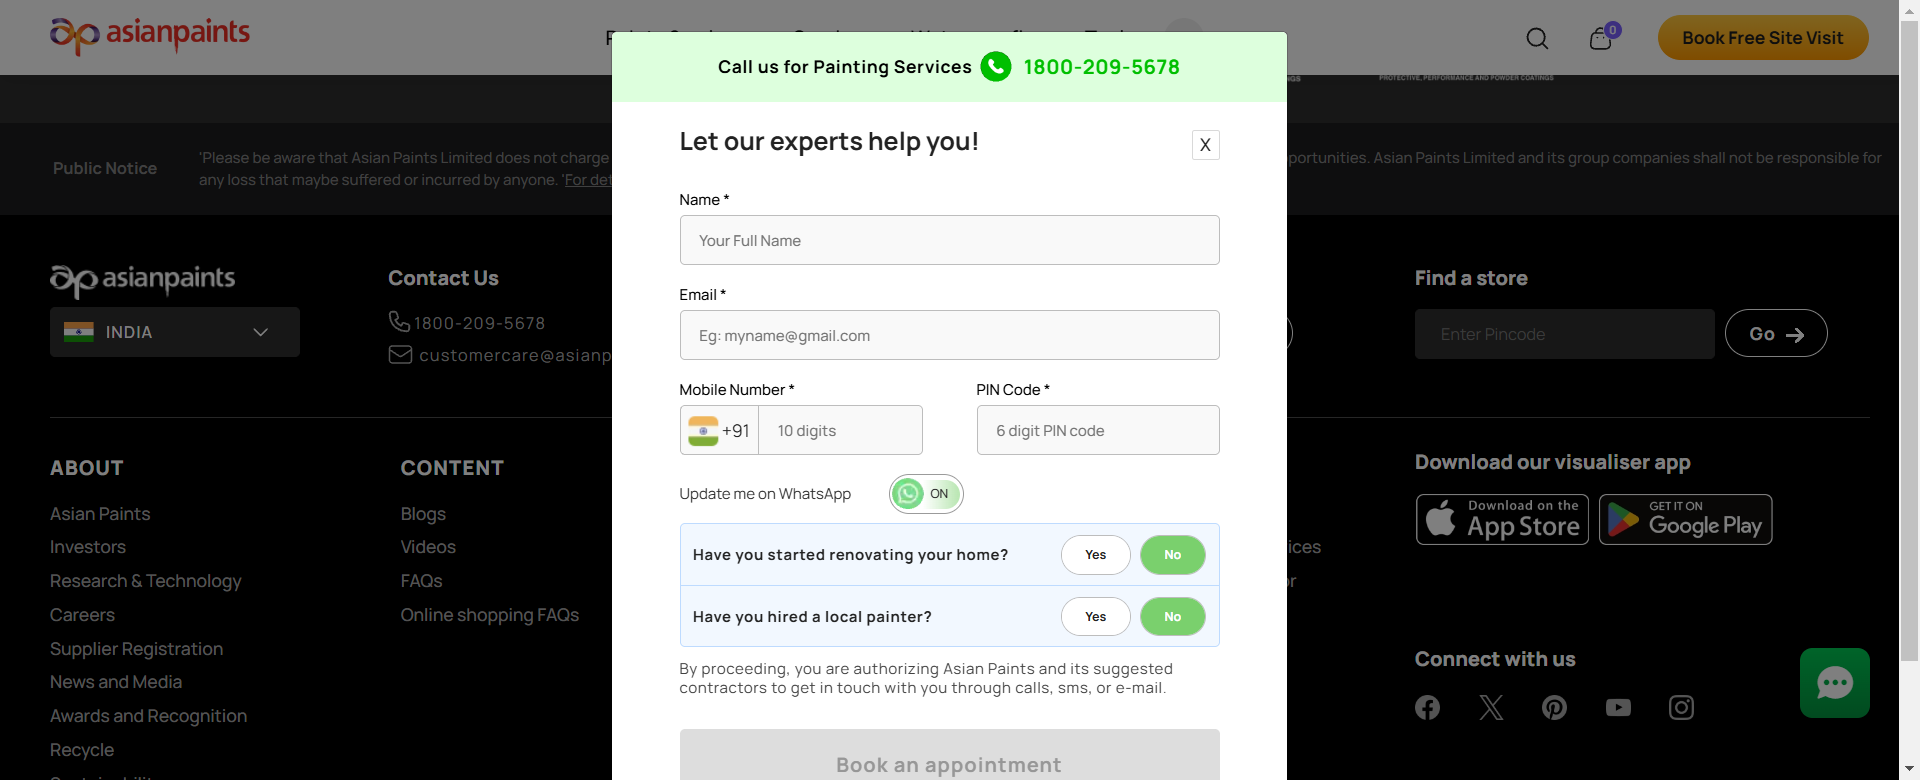 asianpaints
0
Book Free Site Visit
Call us for Painting Services 1800-209-5678
PROTECTIVE, PERFORMANCE AND POWDER COATINGS
Let our experts help you!
X
Public Notice
'Please be aware that Asian Paints Limited does not charge
portunities. Asian Paints Limited and its group companies shall not be responsible for
any loss that maybe suffered or incurred by anyone. 'For det
Name *
Your Full Name
Email *
Eg: myname@gmail.com
Mobile Number *
PIN Code *
+91
10 digits
6 digit PIN code
Update me on WhatsApp
ON
Have you started renovating your home?
Yes
No
Have you hired a local painter?
Yes
No
By proceeding, you are authorizing Asian Paints and its suggested
contractors to get in touch with you through calls, sms, or e-mail.
Book an appointment
asianpaints
INDIA
Contact Us
1800-209-5678
customercare@asianp
Find a store
Enter Pincode
Go
ABOUT
Asian Paints
Investors
Research & Technology
Careers
Supplier Registration
News and Media
Awards and Recognition
Recycle
CONTENT
Blogs
Videos
FAQs
Online shopping FAQs
ices
or
Download our visualiser app
Download on the
App Store
GET IT ON
Google Play
Connect with us